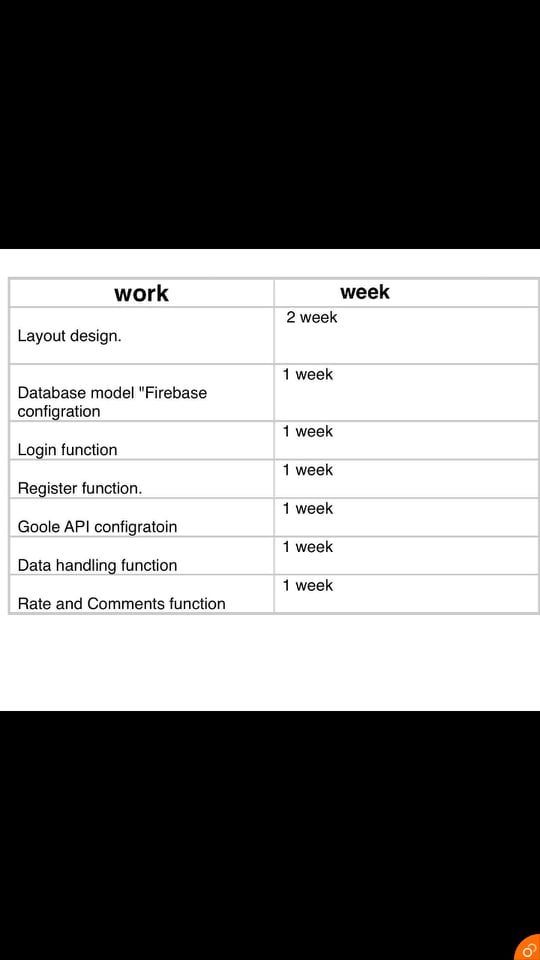 work week
2 week
Layout design.
1 week
Database model "Firebase
configration
1 week
Login function
1 week
Register function.
1 week
Goole API configratoin
1 week
Data handling function
1 week
Rate and Comments function